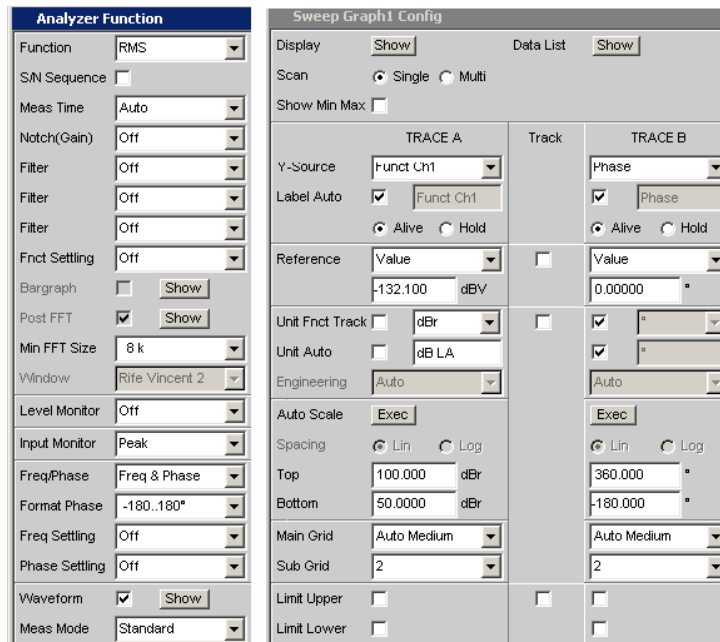 Analyzer Function
Function RMS
S/N Sequence
Meas Time Auto
Notch(Gain) Off
Filter Off
Filter Off
Filter Off
Fnct Settling Off
Bargraph Show
Post FFT Show
Min FFT Size 8 k
Window Rife Vincent 2
Level Monitor Off
Input Monitor Peak
Freq/Phase Freq & Phase
Format Phase -180..180°
Freq Settling Off
Phase Settling Off
Waveform Show
Meas Mode Standard
Sweep Graph1 Config
Display Show Data List Show
Scan Single Multi
Show Min Max
TRACE A Track TRACE B
Y-Source Funct Ch1 Phase
Label Auto Funct Ch1 Phase
Alive Hold Alive Hold
Reference Value Value
-132.100 dBV 0.00000 °
Unit Fnct Track dBr °
Unit Auto dB LA °
Engineering Auto Auto
Auto Scale Exec Exec
Spacing Lin Log Lin Log
Top 100.000 dBr 360.000 °
Bottom 50.0000 dBr -180.000 °
Main Grid Auto Medium Auto Medium
Sub Grid 2 2
Limit Upper
Limit Lower